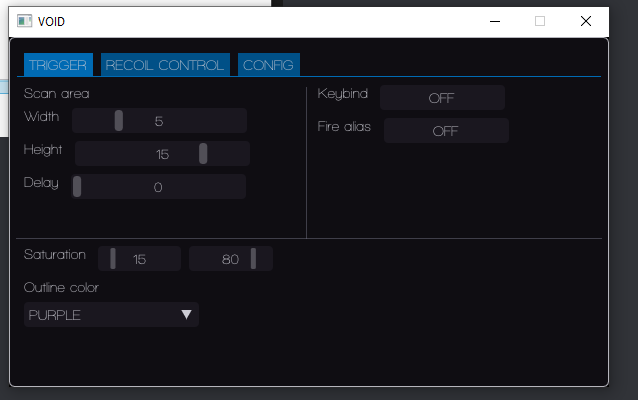 VOID
TRIGGER RECOIL CONTROL CONFIG
Scan area
Width 5
Height 15
Delay 0
Keybind OFF
Fire alias OFF
Saturation 15 80
Outline color
PURPLE